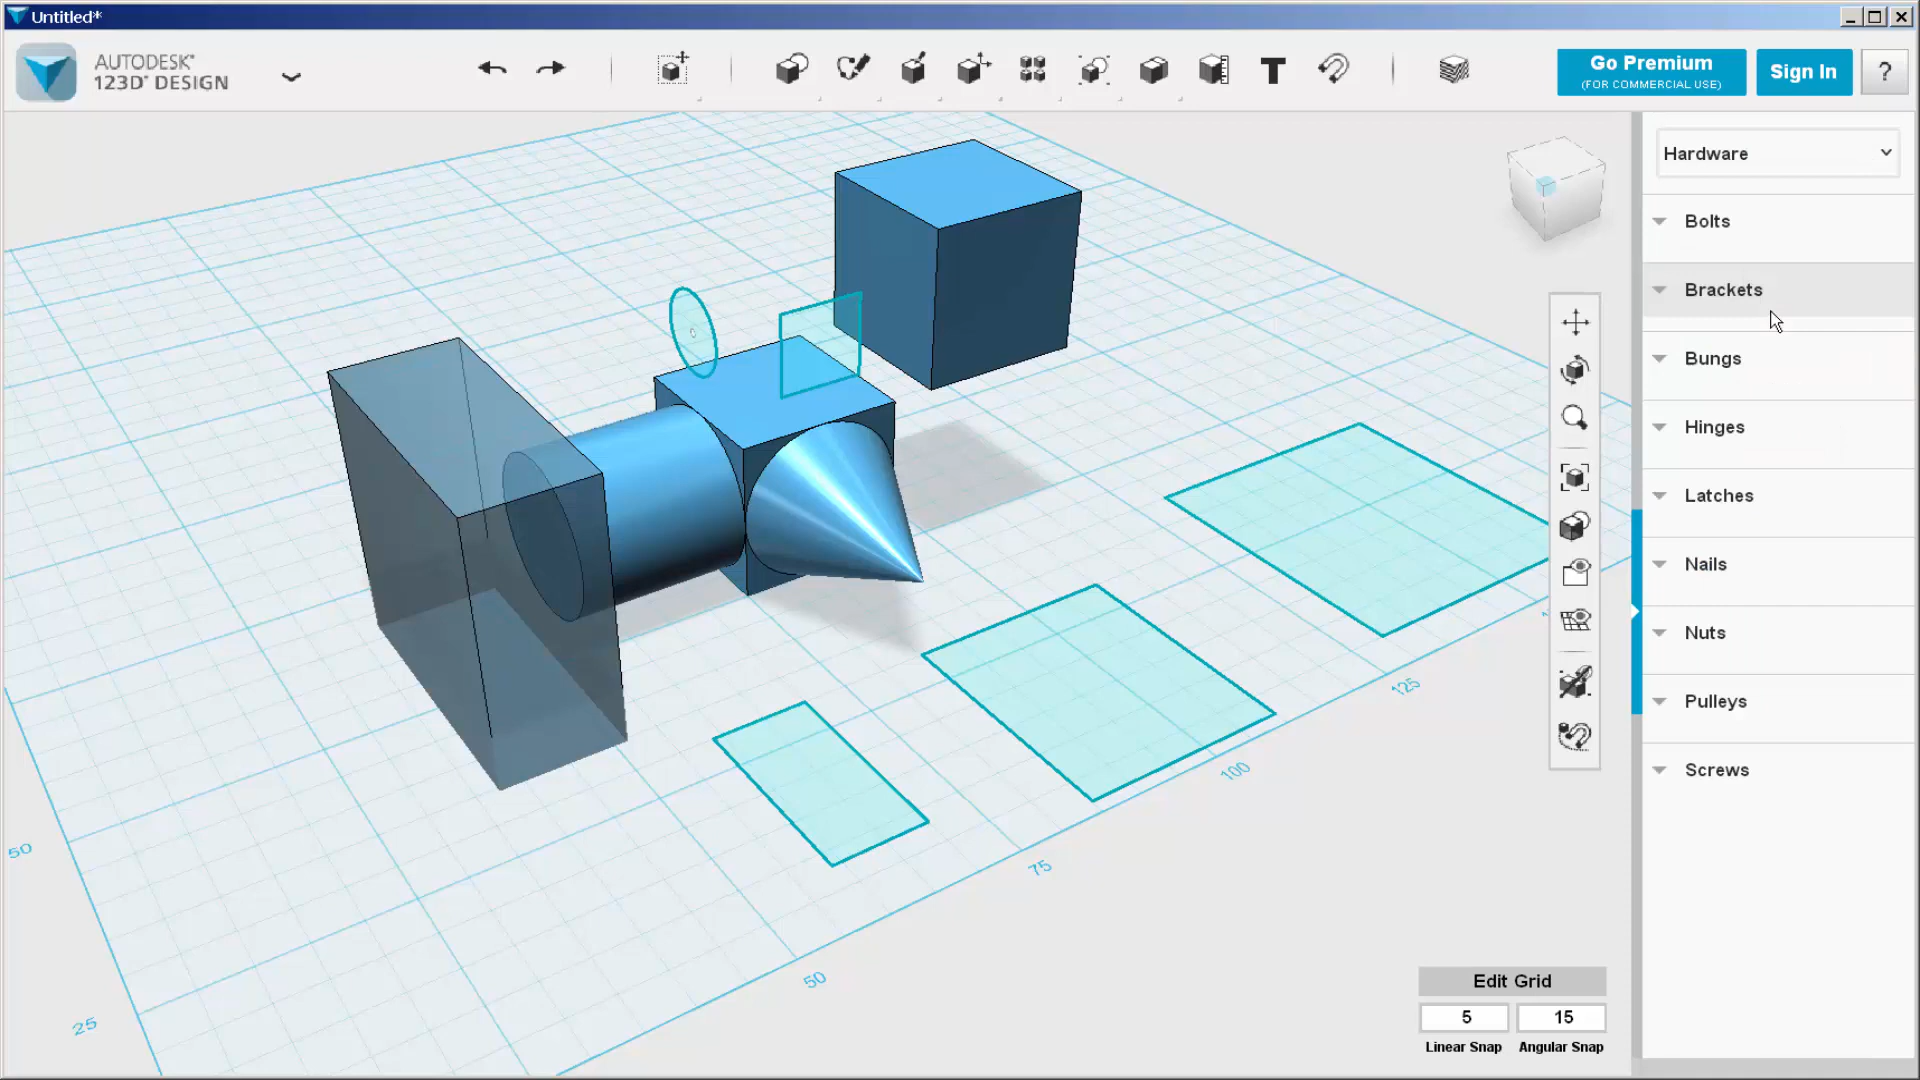 Untitled*
AUTODESK®
123D® DESIGN
T
Go Premium
(FOR COMMERCIAL USE)
Sign In
?
Hardware
Bolts
Brackets
Bungs
Hinges
Latches
Nails
Nuts
Pulleys
Screws
125
100
75
50
50
25
Edit Grid
5
15
Linear Snap
Angular Snap